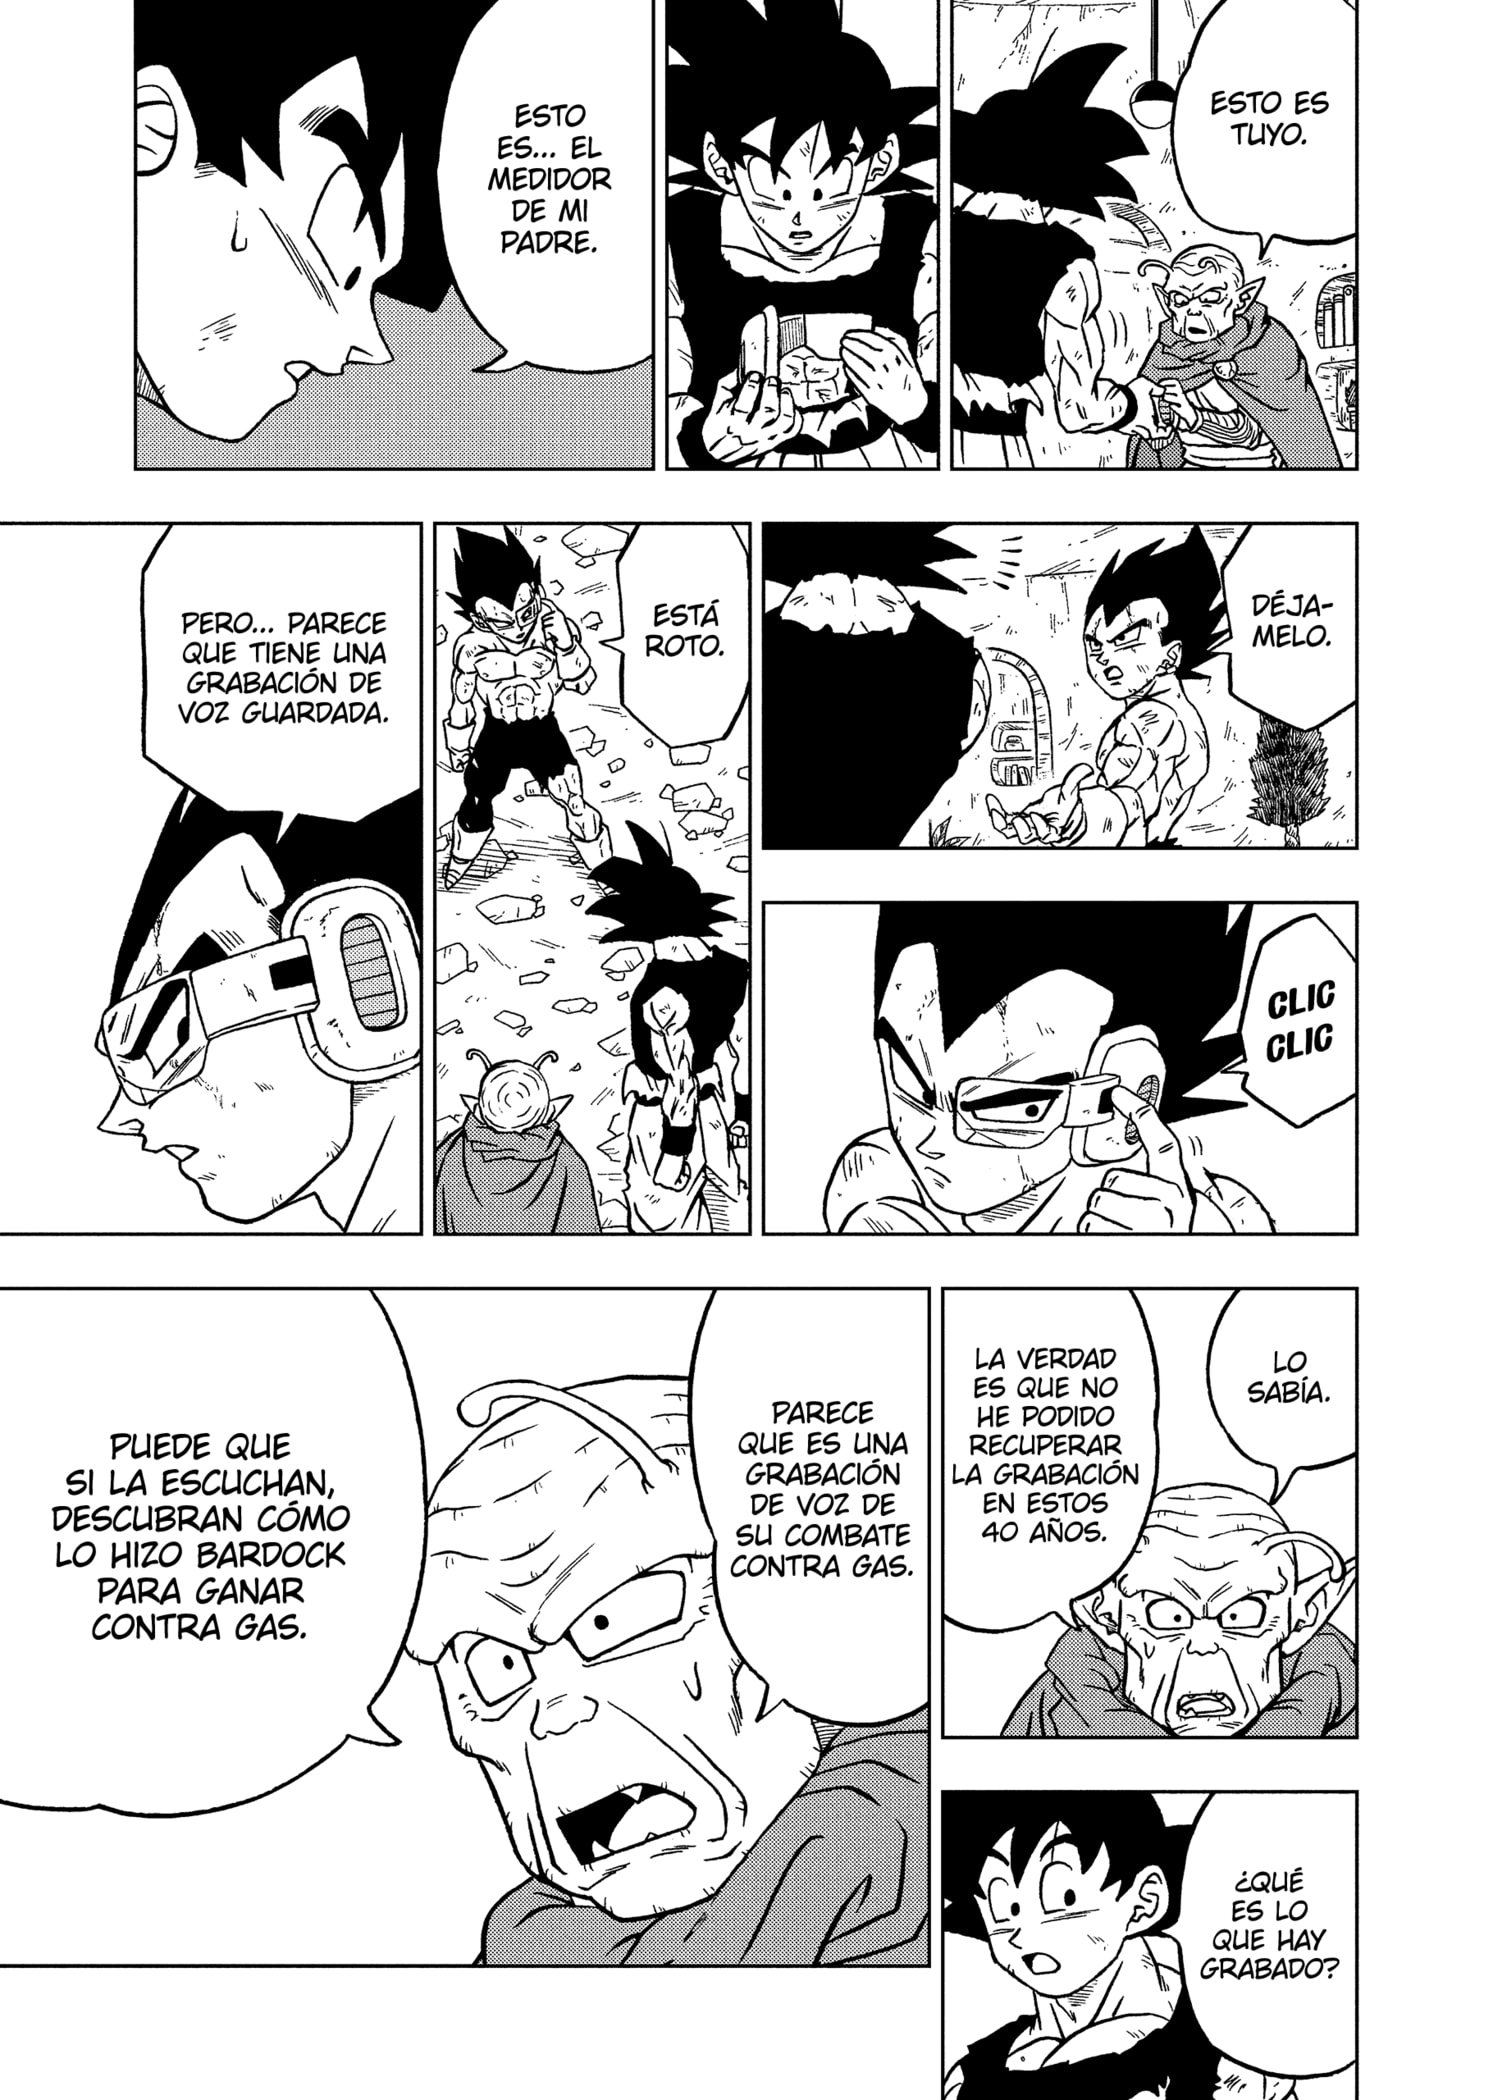 ESTO ES
TUYO.
ESTO
ES... EL
MEDIDOR
DE MI
PADRE.
DÉJA-
MELO.
CLIC
CLIC
ESTÁ
ROTO.
PERO... PARECE
QUE TIENE UNA
GRABACIÓN DE
VOZ GUARDADA.
LO
SABÍA.
LA VERDAD
ES QUE NO
HE PODIDO
RECUPERAR
LA GRABACIÓN
EN ESTOS
40 AÑOS.
¿QUÉ
ES LO
QUE HAY
GRABADO?
PARECE
QUE ES UNA
GRABACIÓN
DE VOZ DE
SU COMBATE
CONTRA GAS.
PUEDE QUE
SI LA ESCUCHAN,
DESCUBRAN CÓMO
LO HIZO BARDOCK
PARA GANAR
CONTRA GAS.